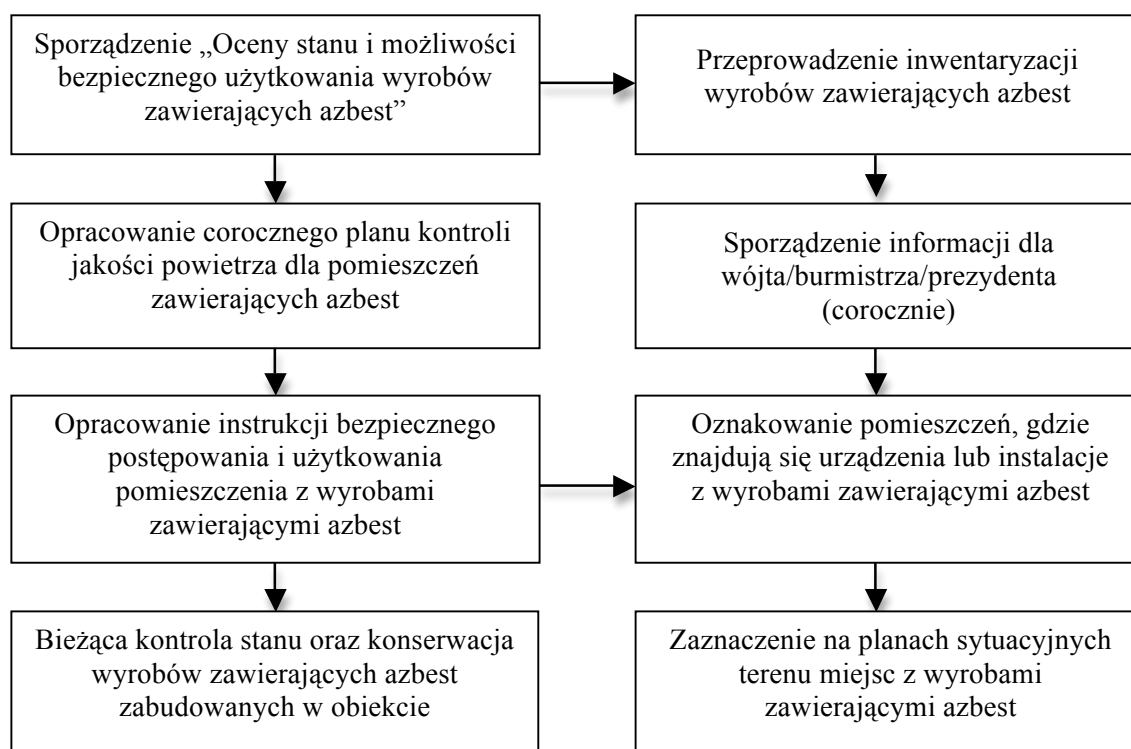 Sporządzenie „Oceny stanu i możliwości
bezpiecznego użytkowania wyrobów
zawierających azbest”
Przeprowadzenie inwentaryzacji
wyrobów zawierających azbest
Opracowanie corocznego planu kontroli
jakości powietrza dla pomieszczeń
zawierających azbest
Sporządzenie informacji dla
wójta/burmistrza/prezydenta
(corocznie)
Opracowanie instrukcji bezpiecznego
postępowania i użytkowania
pomieszczenia z wyrobami
zawierającymi azbest
Oznakowanie pomieszczeń, gdzie
znajdują się urządzenia lub instalacje
z wyrobami zawierającymi azbest
Bieżąca kontrola stanu oraz konserwacja
wyrobów zawierających azbest
zabudowanych w obiekcie
Zaznaczenie na planach sytuacyjnych
terenu miejsc z wyrobami
zawierającymi azbest